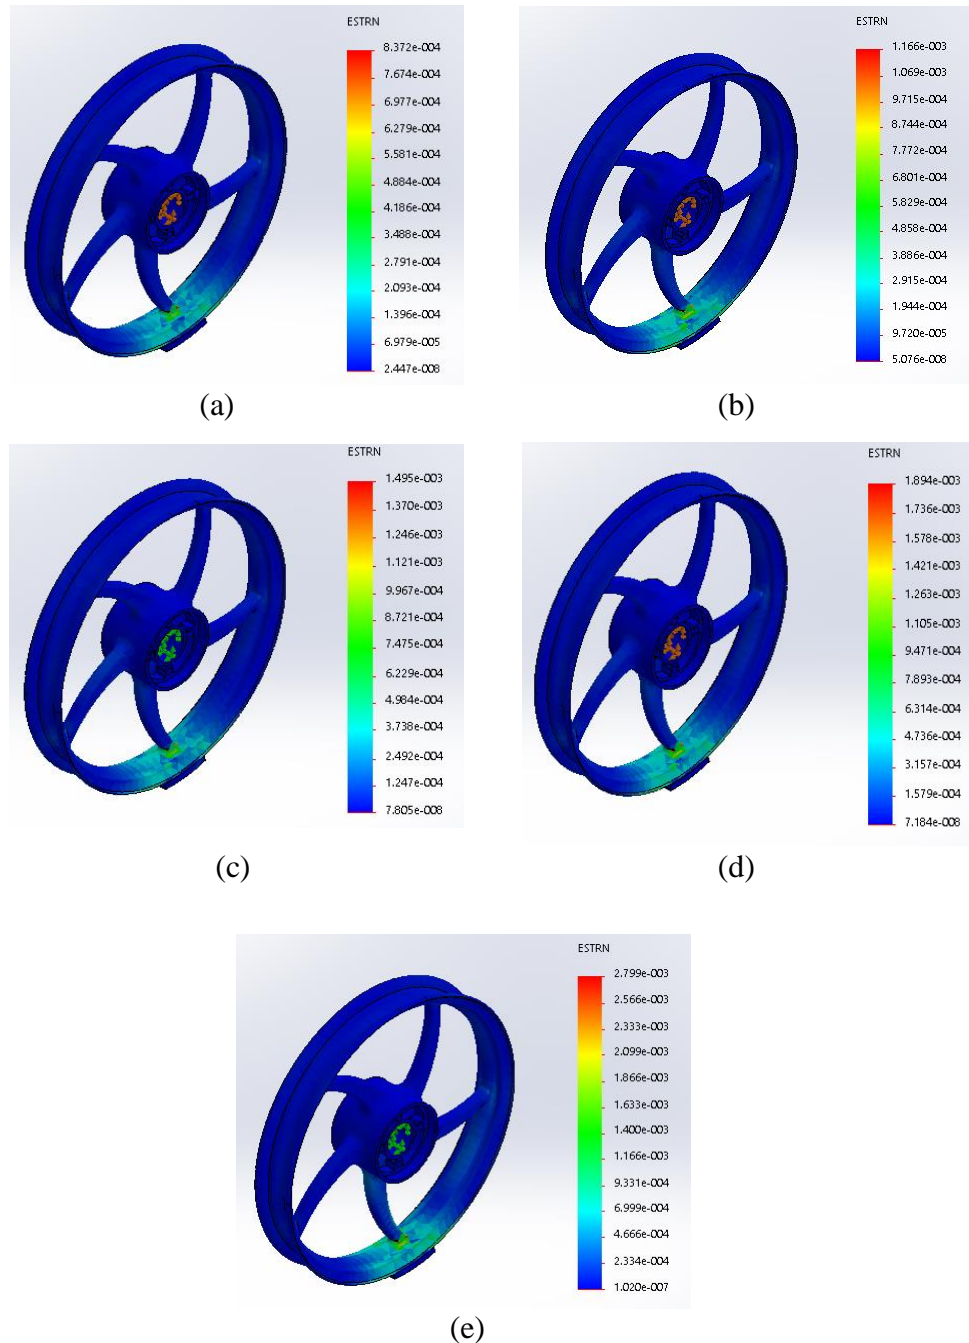 ESTRN
8.372e-004
7.674e-004
6.977e-004
6.279e-004
5.581e-004
4.884e-004
4.186e-004
3.488e-004
2.791e-004
2.093e-004
1.396e-004
6.979e-005
2.447e-008
(a)
ESTRN
1.166e-003
1.069e-003
9.715e-004
8.744e-004
7.772e-004
6.801e-004
5.829e-004
4.858e-004
3.886e-004
2.915e-004
1.944e-004
9.720e-005
5.076e-008
(b)
ESTRN
1.495e-003
1.370e-003
1.246e-003
1.121e-003
9.967e-004
8.721e-004
7.475e-004
6.229e-004
4.984e-004
3.738e-004
2.492e-004
1.247e-004
7.805e-008
(c)
ESTRN
1.894e-003
1.736e-003
1.578e-003
1.421e-003
1.263e-003
1.105e-003
9.471e-004
7.893e-004
6.314e-004
4.736e-004
3.157e-004
1.579e-004
7.184e-008
(d)
ESTRN
2.799e-003
2.566e-003
2.333e-003
2.099e-003
1.866e-003
1.633e-003
1.400e-003
1.166e-003
9.331e-004
6.999e-004
4.666e-004
2.334e-004
1.020e-007
(e)